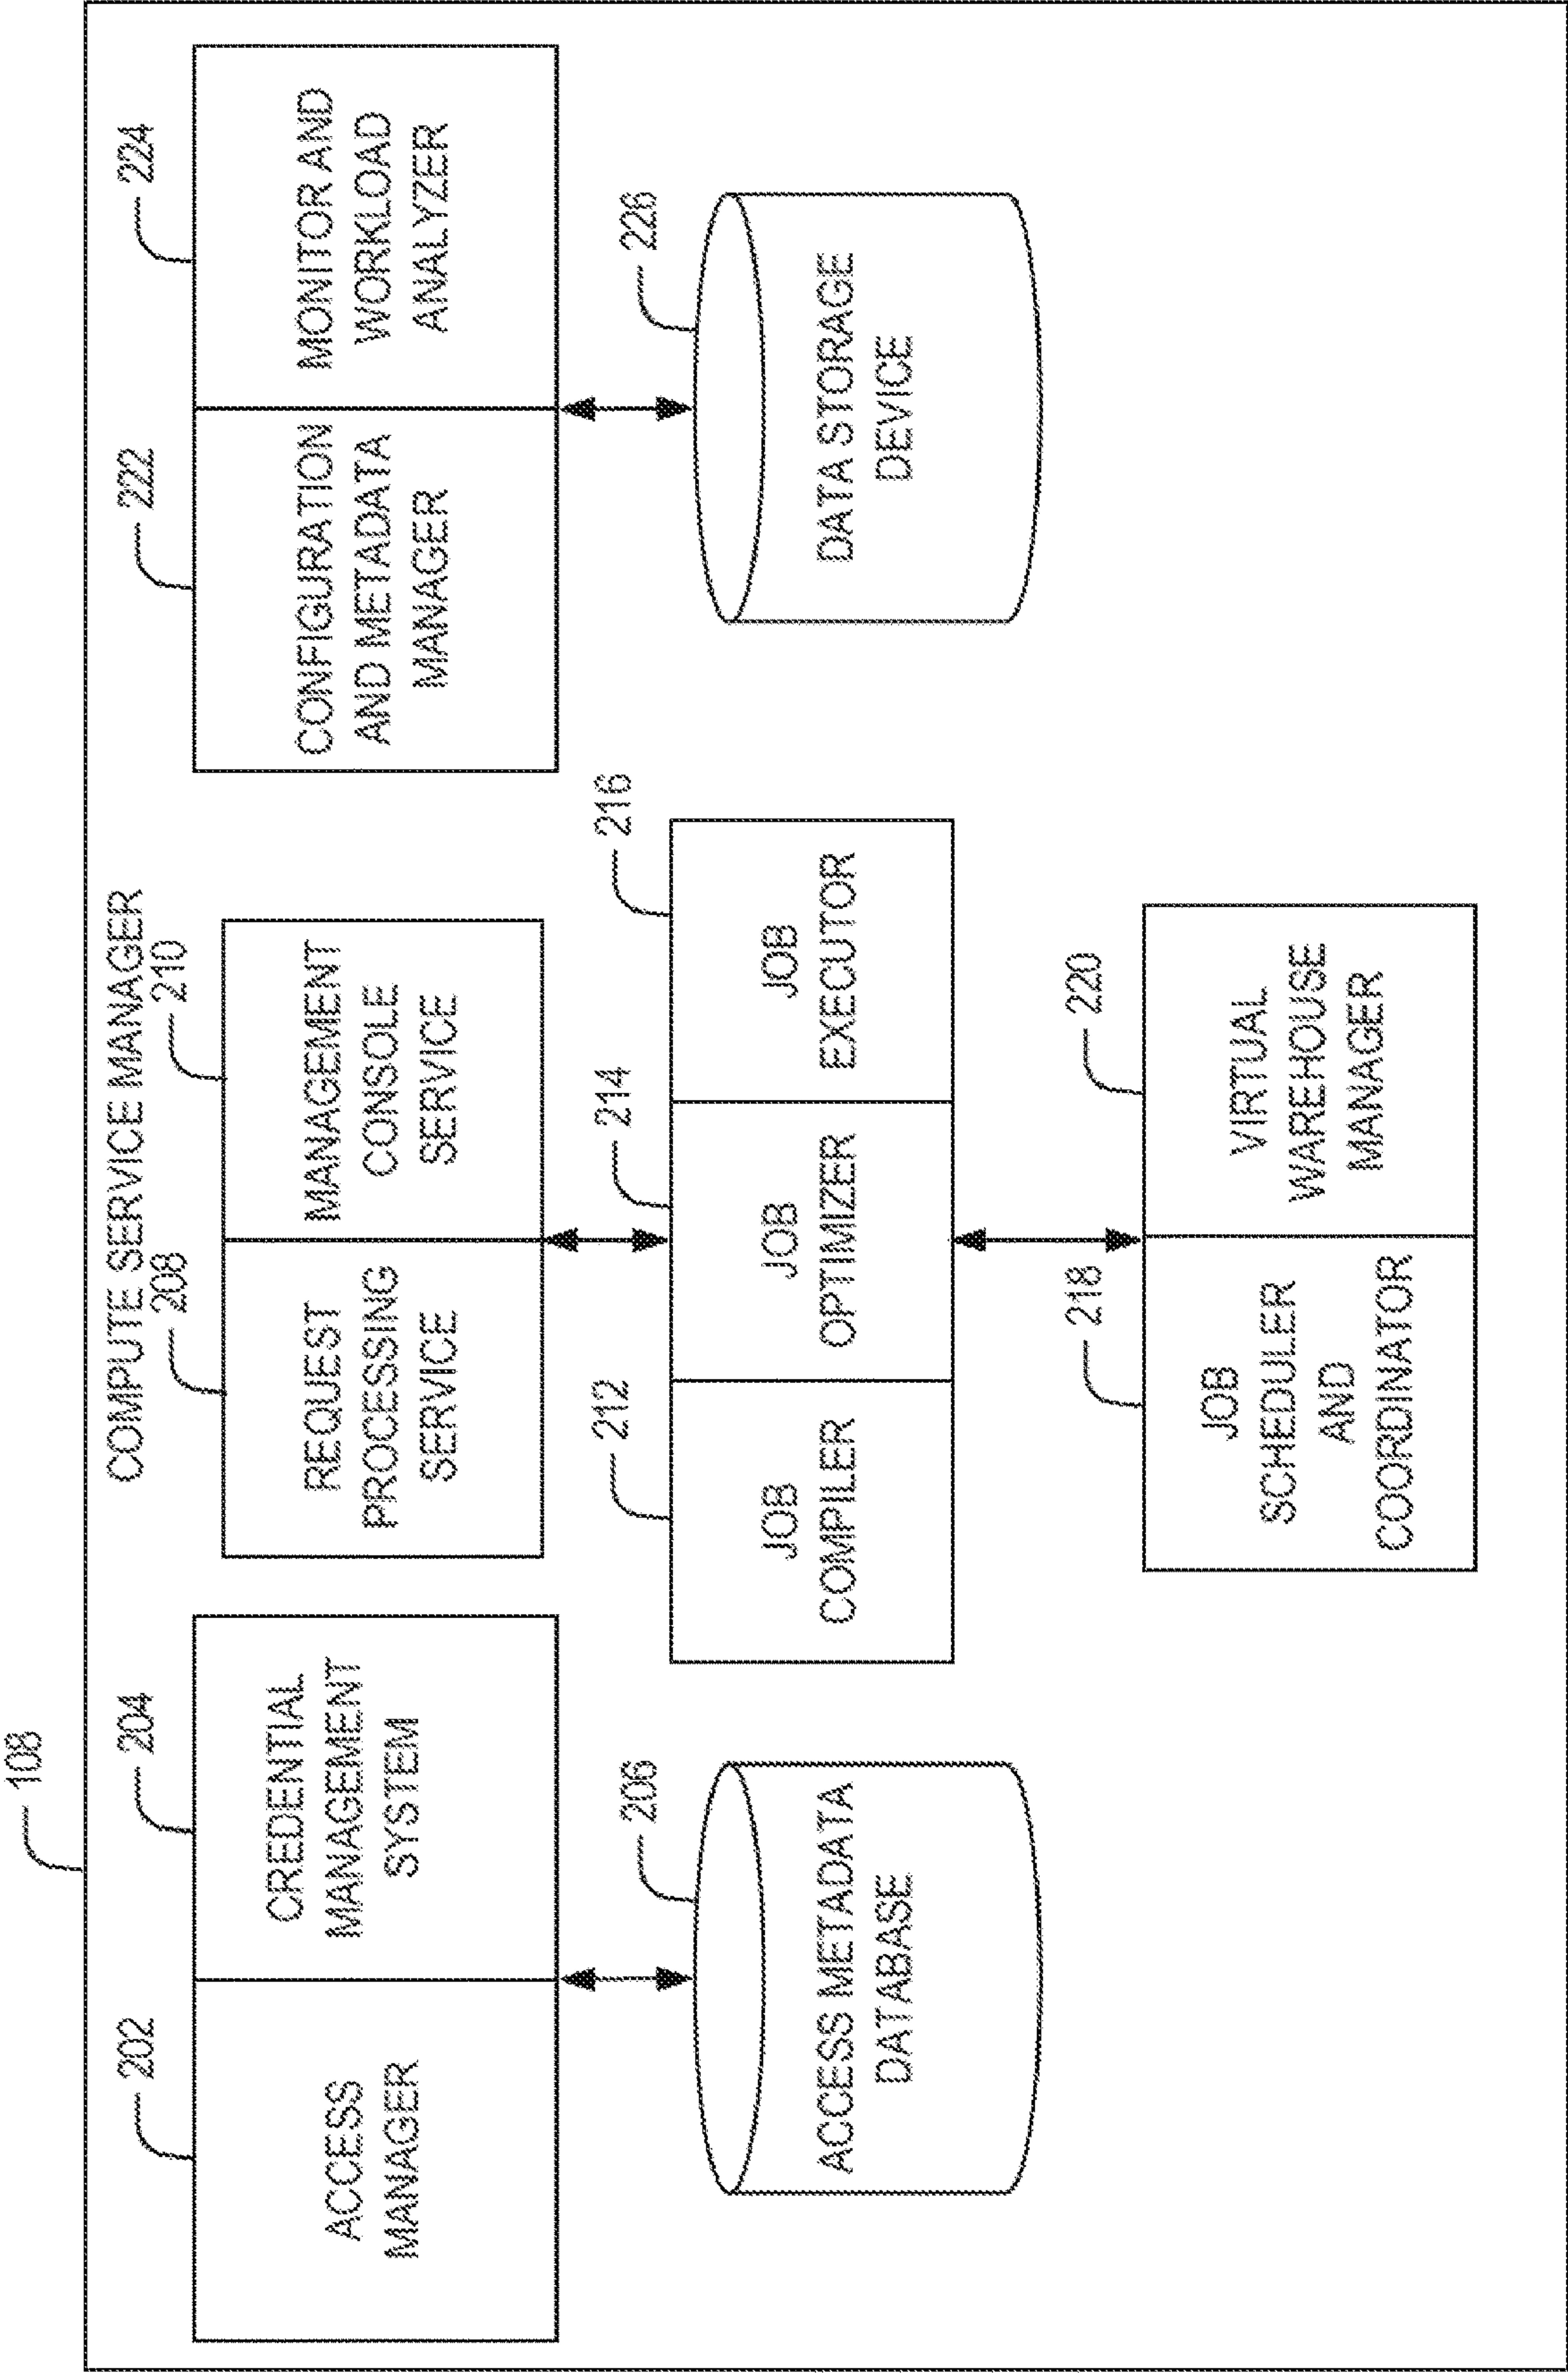 108
COMPUTE SERVICE MANAGER
202
204
ACCESS
MANAGER
CREDENTIAL
MANAGEMENT
SYSTEM
206
ACCESS METADATA
DATABASE
208
210
REQUEST
PROCESSING
SERVICE
MANAGEMENT
CONSOLE
SERVICE
212
214
216
JOB
COMPILER
JOB
OPTIMIZER
JOB
EXECUTOR
218
220
JOB
SCHEDULER
AND
COORDINATOR
VIRTUAL
WAREHOUSE
MANAGER
222
224
CONFIGURATION
AND METADATA
MANAGER
MONITOR AND
WORKLOAD
ANALYZER
226
DATA STORAGE
DEVICE